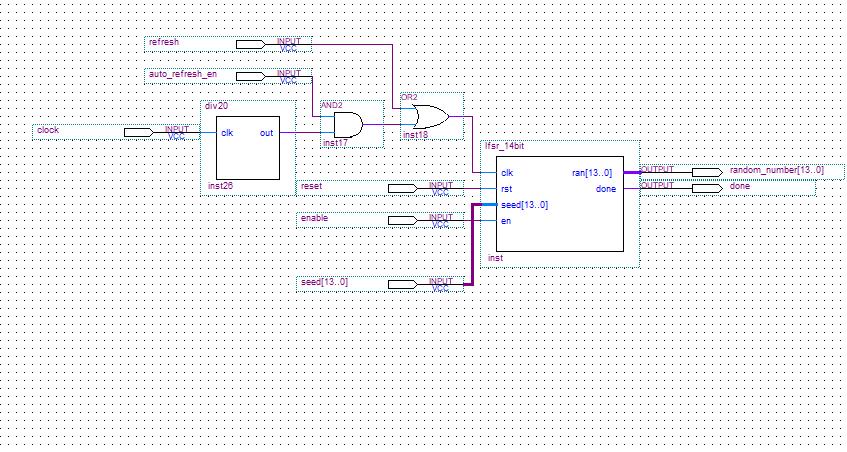 refresh
INPUT
VCC
auto_refresh_en
INPUT
VCC
div20
AND2
OR2
clock
INPUT
VCC
clk
out
inst17
inst18
inst26
lfsr_14bit
clk
ran[13..0]
OUTPUT
random_number[13..0]
reset
INPUT
VCC
rst
done
OUTPUT
done
seed[13..0]
enable
INPUT
VCC
en
inst
seed[13..0]
INPUT
VCC